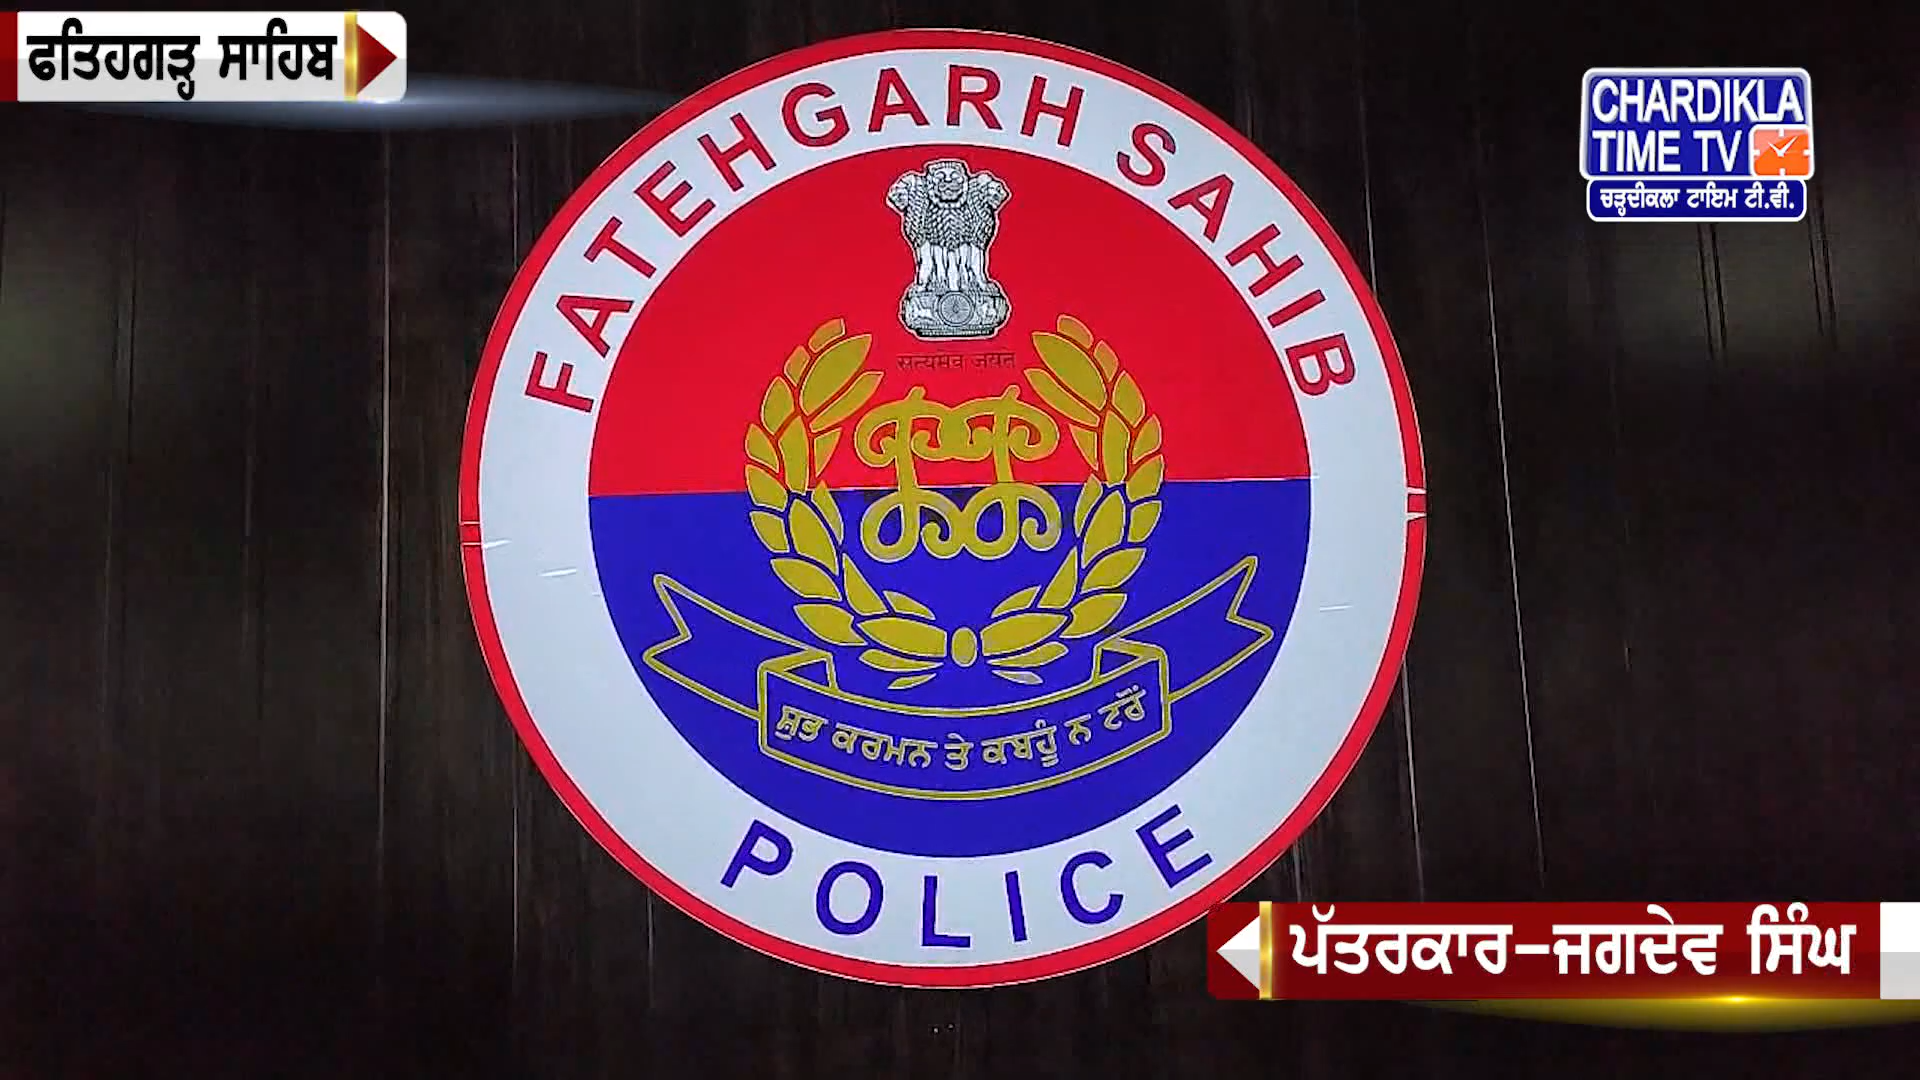 ਫਤਿਹਗੜ੍ਹ ਸਾਹਿਬ
CHARDIKLA
TIME TV
ਚੜ੍ਹਦੀਕਲਾ ਟਾਇਮ ਟੀ.ਵੀ.
FATEHGARH SAHIB
सत्यमेव जयते
ਸ਼ੁਭ ਕਰਮਨ ਤੇ ਕਬਹੂੰ ਨ ਟਰੌਂ
POLICE
ਪੱਤਰਕਾਰ-ਜਗਦੇਵ ਸਿੰਘ